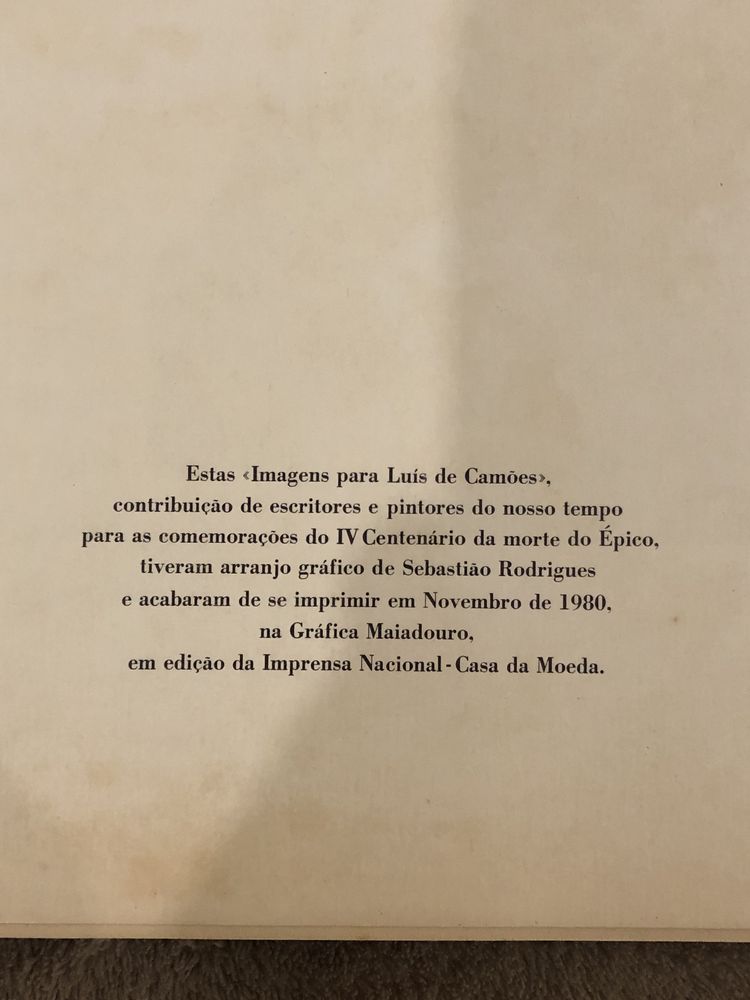 Estas «Imagens para Luís de Camões»,
contribuição de escritores e pintores do nosso tempo
para as comemorações do IV Centenário da morte do Épico,
tiveram arranjo gráfico de Sebastião Rodrigues
e acabaram de se imprimir em Novembro de 1980,
na Gráfica Maiadouro,
em edição da Imprensa Nacional-Casa da Moeda.